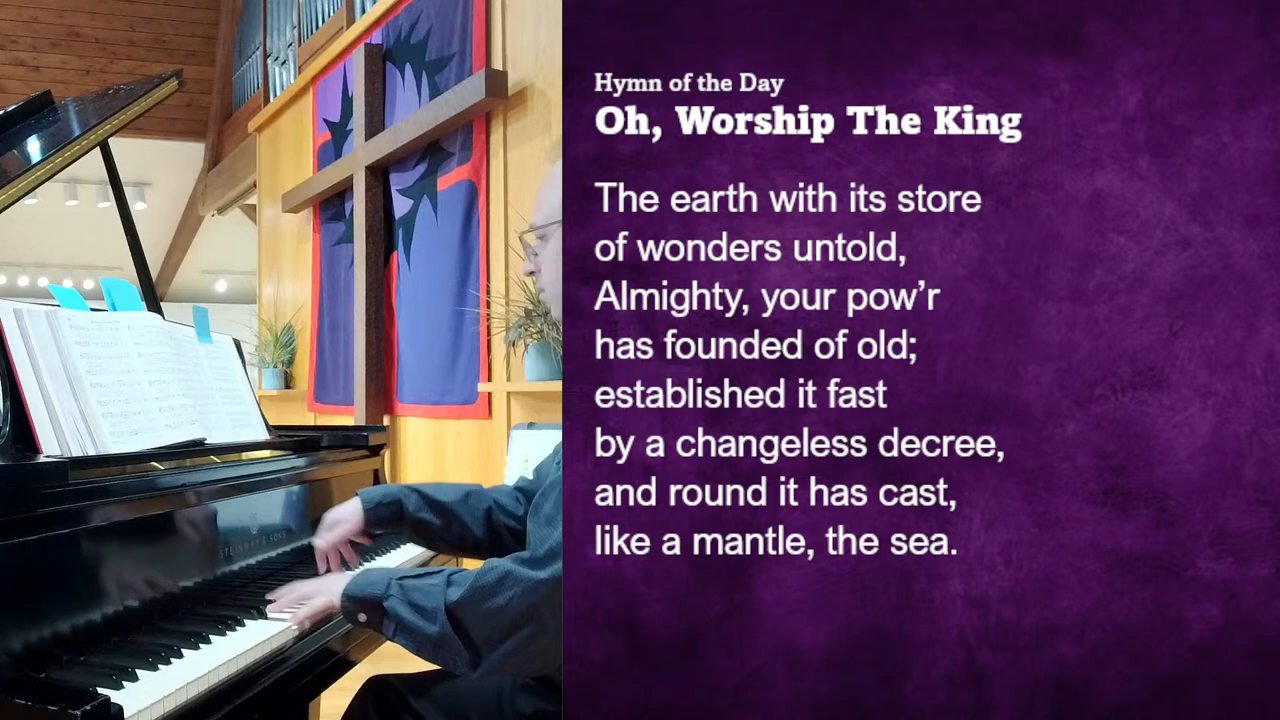 Hymn of the Day
Oh, Worship The King
The earth with its store
of wonders untold,
Almighty, your pow’r
has founded of old;
established it fast
by a changeless decree,
and round it has cast,
like a mantle, the sea.
STEINWAY & SONS